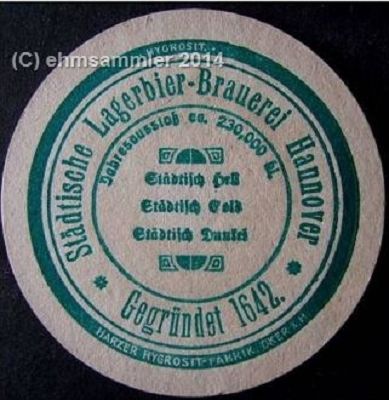 (C) ehmsammler 2014
HYGROSIT.
Städtische Lagerbier-Brauerei Hannover
Jahresausstoß ca. 230,000 hl.
Städtisch Hell
Städtisch Gold
Städtisch Dunkel
Gegründet 1642.
HARZER HYGROSIT-FABRIK, OKER I. H.